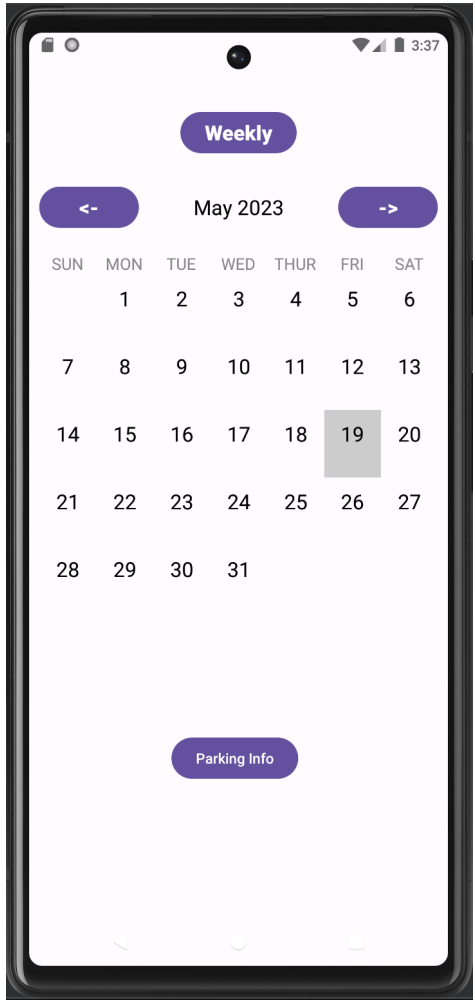 3:37
Weekly
<- May 2023 ->
SUN MON TUE WED THUR FRI SAT
1 2 3 4 5 6
7 8 9 10 11 12 13
14 15 16 17 18 19 20
21 22 23 24 25 26 27
28 29 30 31
Parking Info